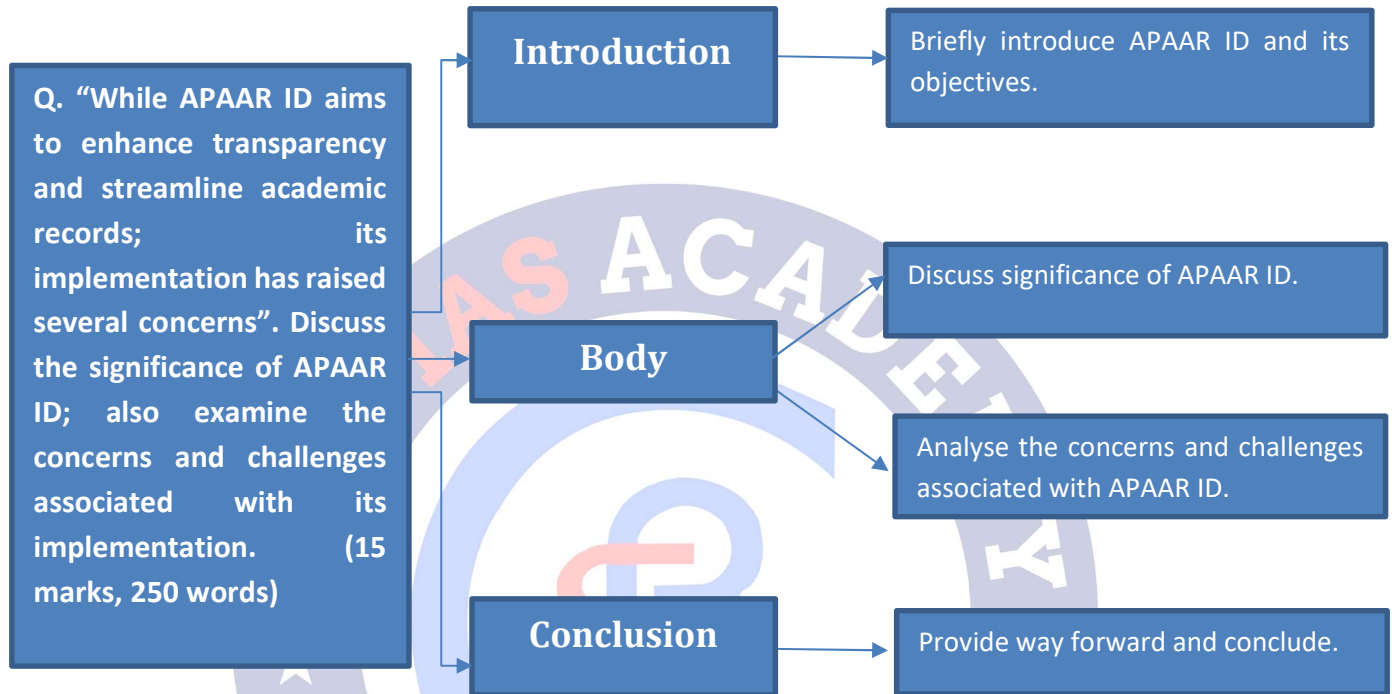 Q. “While APAAR ID aims
to enhance transparency
and streamline academic
records; its
implementation has raised
several concerns”. Discuss
the significance of APAAR
ID; also examine the
concerns and challenges
associated with its
implementation. (15
marks, 250 words)
Introduction
Briefly introduce APAAR ID and its
objectives.
Body
Discuss significance of APAAR ID.
Analyse the concerns and challenges
associated with APAAR ID.
Conclusion
Provide way forward and conclude.
AS ACADEMY